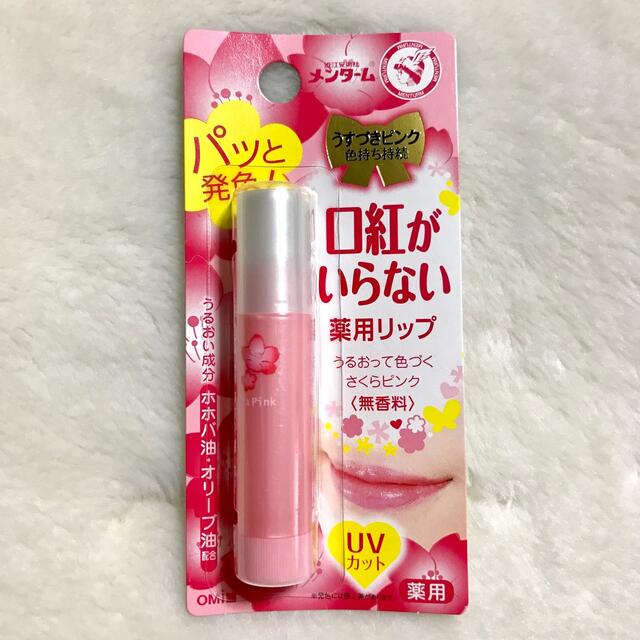 近江兄弟社
メンターム
MENTURM
パッと
発色!
うすづきピンク
色持ち持続
口紅が
いらない
薬用リップ
うるおって色づく
さくらピンク
〈無香料〉
a Pink
うるおい成分 ホホバ油・オリーブ油 配合
UV
カット
薬用
OMi